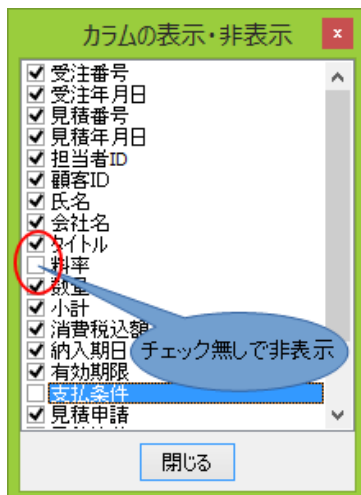 カラムの表示・非表示
x
受注番号
受注年月日
見積番号
見積年月日
担当者ID
顧客ID
氏名
会社名
タイトル
料率
数量
小計
消費税込額
納入期日
チェック無しで非表示
有効期限
支払条件
見積申請
閉じる